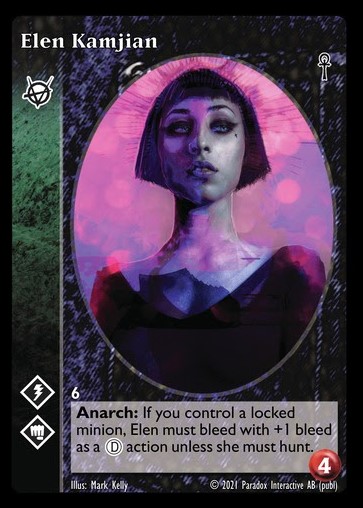 Elen Kamjian
6
Anarch: If you control a locked
minion, Elen must bleed with +1 bleed
as a Ⓓ action unless she must hunt.
4
Illus: Mark Kelly © 2021 Paradox Interactive AB (publ)